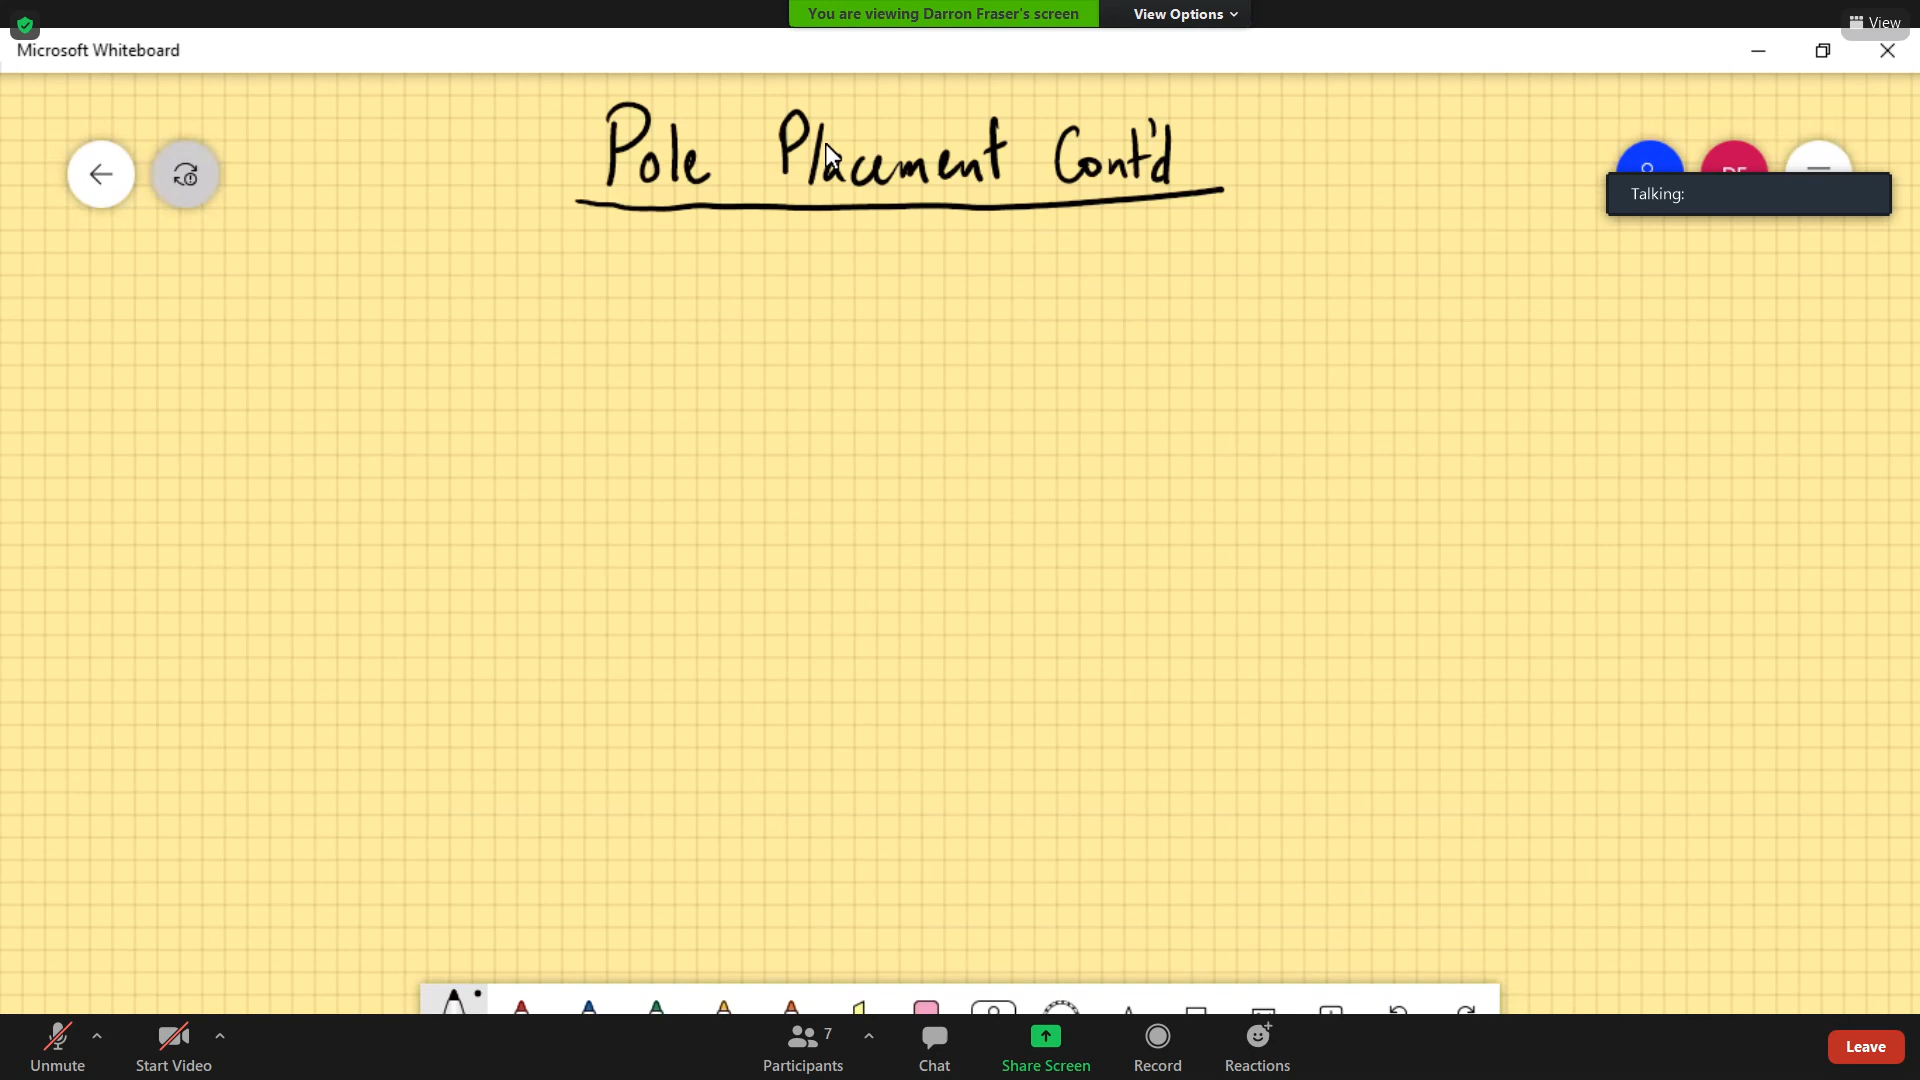 You are viewing Darron Fraser's screen
View Options
View
Microsoft Whiteboard
Pole Placement Cont'd
Talking:
Unmute
Start Video
7
Participants
Chat
Share Screen
Record
Reactions
Leave